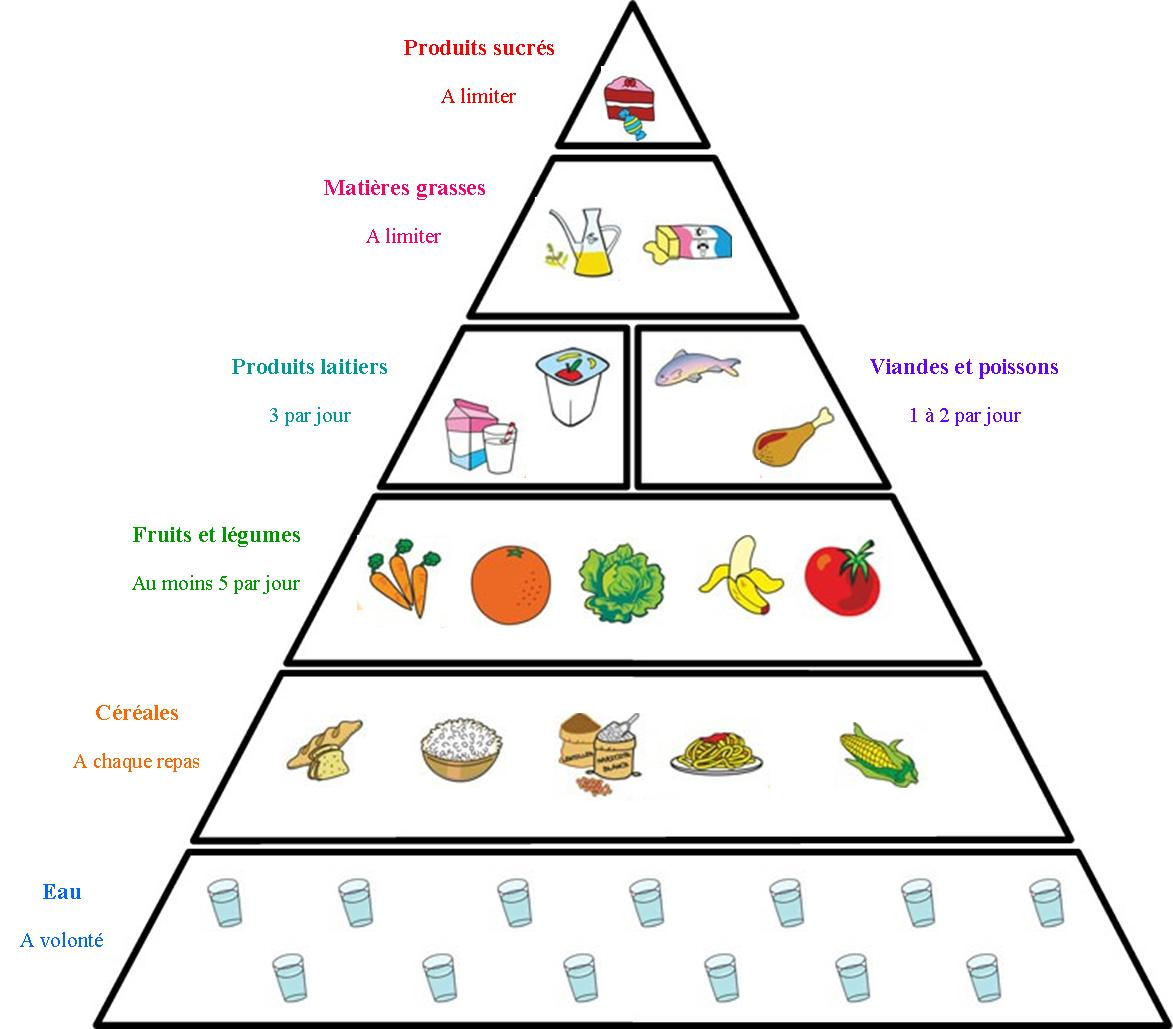 Produits sucrés
A limiter
Matières grasses
A limiter
Produits laitiers
3 par jour
Viandes et poissons
1 à 2 par jour
Fruits et légumes
Au moins 5 par jour
Céréales
A chaque repas
Eau
A volonté